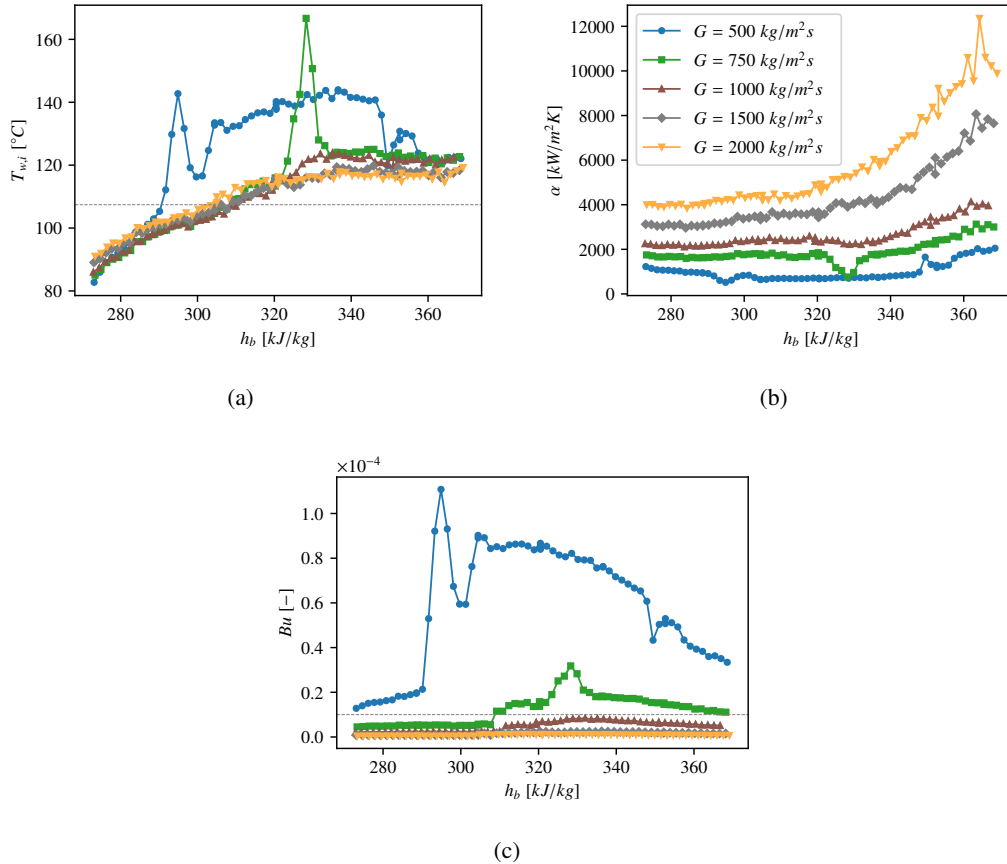 160
140
120
100
80
T_{w,i} [°C]
280 300 320 340 360
h_b [kJ/kg]
(a)
12000
10000
8000
6000
4000
2000
0
α [kW/m²K]
G = 500 kg/m²s
G = 750 kg/m²s
G = 1000 kg/m²s
G = 1500 kg/m²s
G = 2000 kg/m²s
280 300 320 340 360
h_b [kJ/kg]
(b)
×10⁻⁴
1.0
0.8
0.6
0.4
0.2
0.0
Bu [−]
280 300 320 340 360
h_b [kJ/kg]
(c)